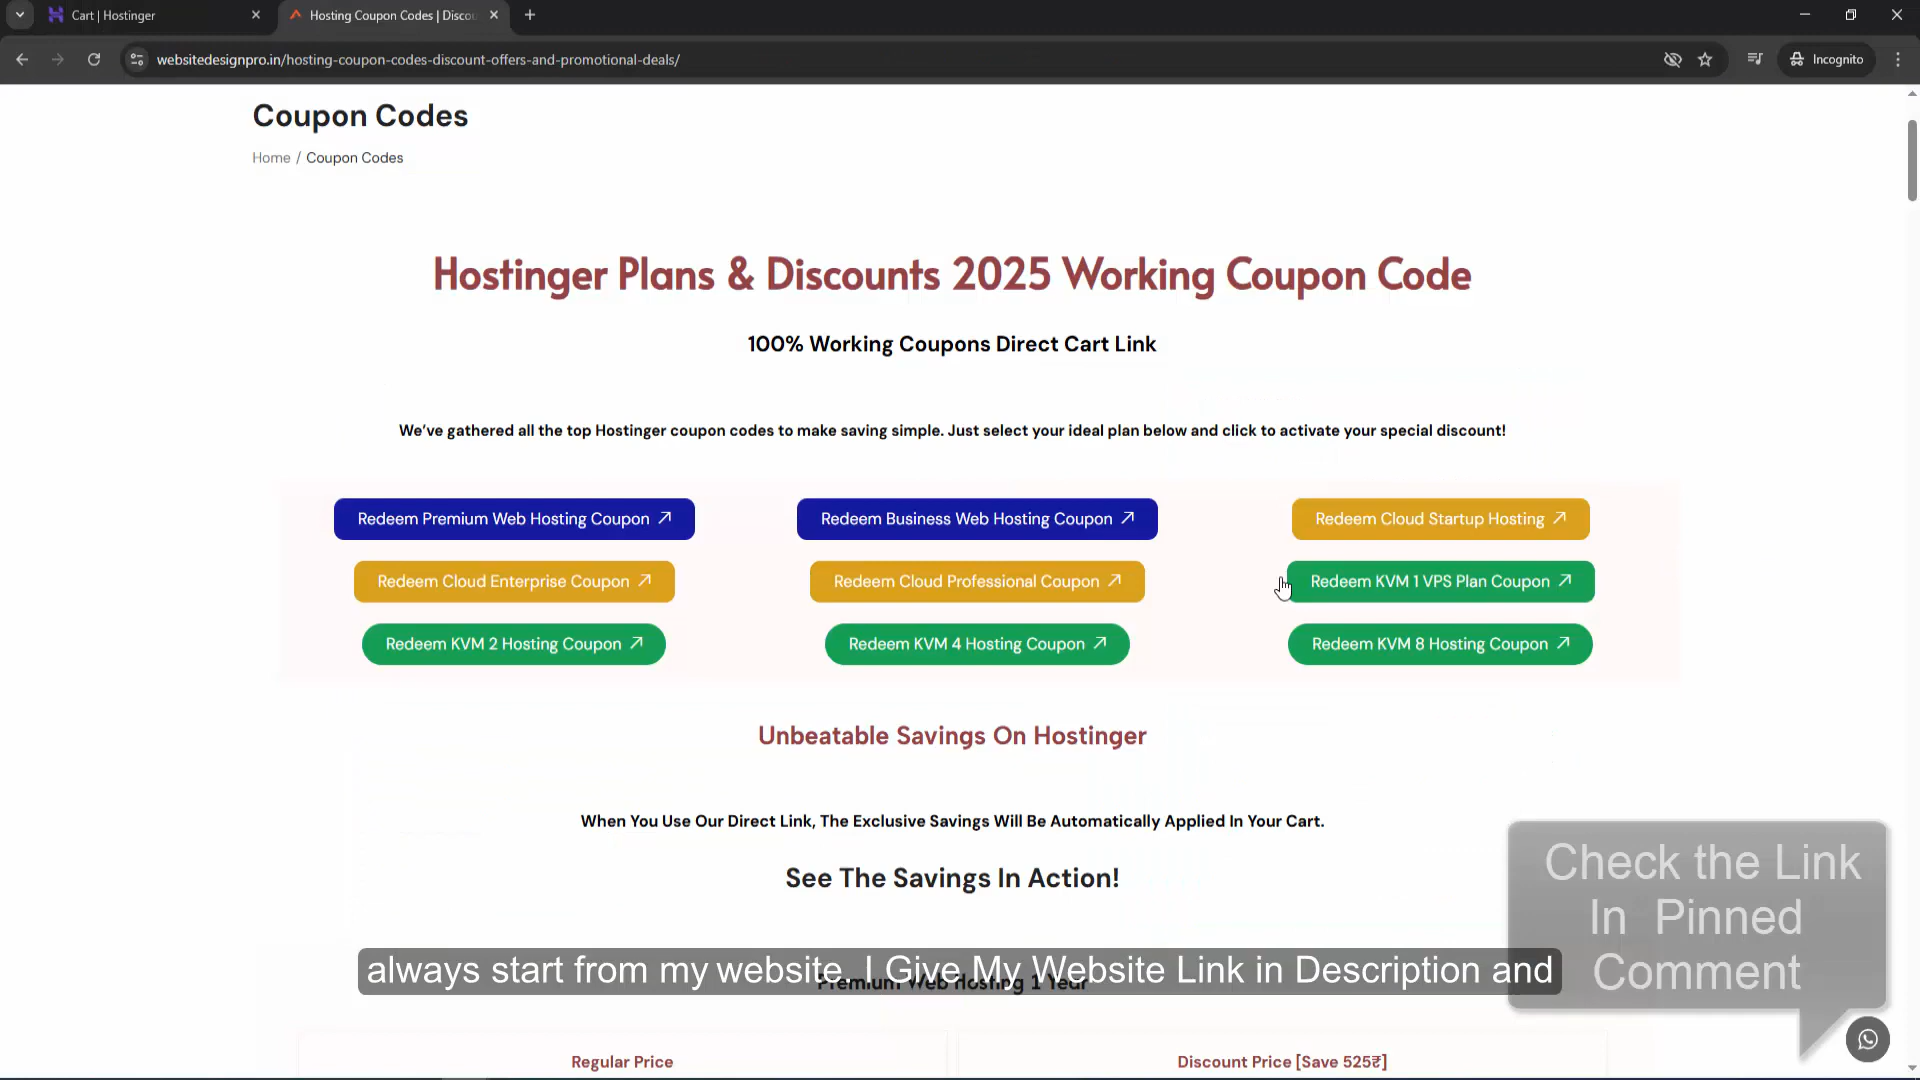 Cart | Hostinger
Hosting Coupon Codes | Discou
websitedesignpro.in/hosting-coupon-codes-discount-offers-and-promotional-deals/
Incognito
Coupon Codes
Home / Coupon Codes
Hostinger Plans & Discounts 2025 Working Coupon Code
100% Working Coupons Direct Cart Link
We've gathered all the top Hostinger coupon codes to make saving simple. Just select your ideal plan below and click to activate your special discount!
Redeem Premium Web Hosting Coupon
Redeem Business Web Hosting Coupon
Redeem Cloud Startup Hosting
Redeem Cloud Enterprise Coupon
Redeem Cloud Professional Coupon
Redeem KVM 1 VPS Plan Coupon
Redeem KVM 2 Hosting Coupon
Redeem KVM 4 Hosting Coupon
Redeem KVM 8 Hosting Coupon
Unbeatable Savings On Hostinger
When You Use Our Direct Link, The Exclusive Savings Will Be Automatically Applied In Your Cart.
See The Savings In Action!
Check the Link
In Pinned
Comment
always start from my website. I Give My Website Link in Description and
Premium Web Hosting 1 Year
Regular Price
Discount Price [Save 525₹]